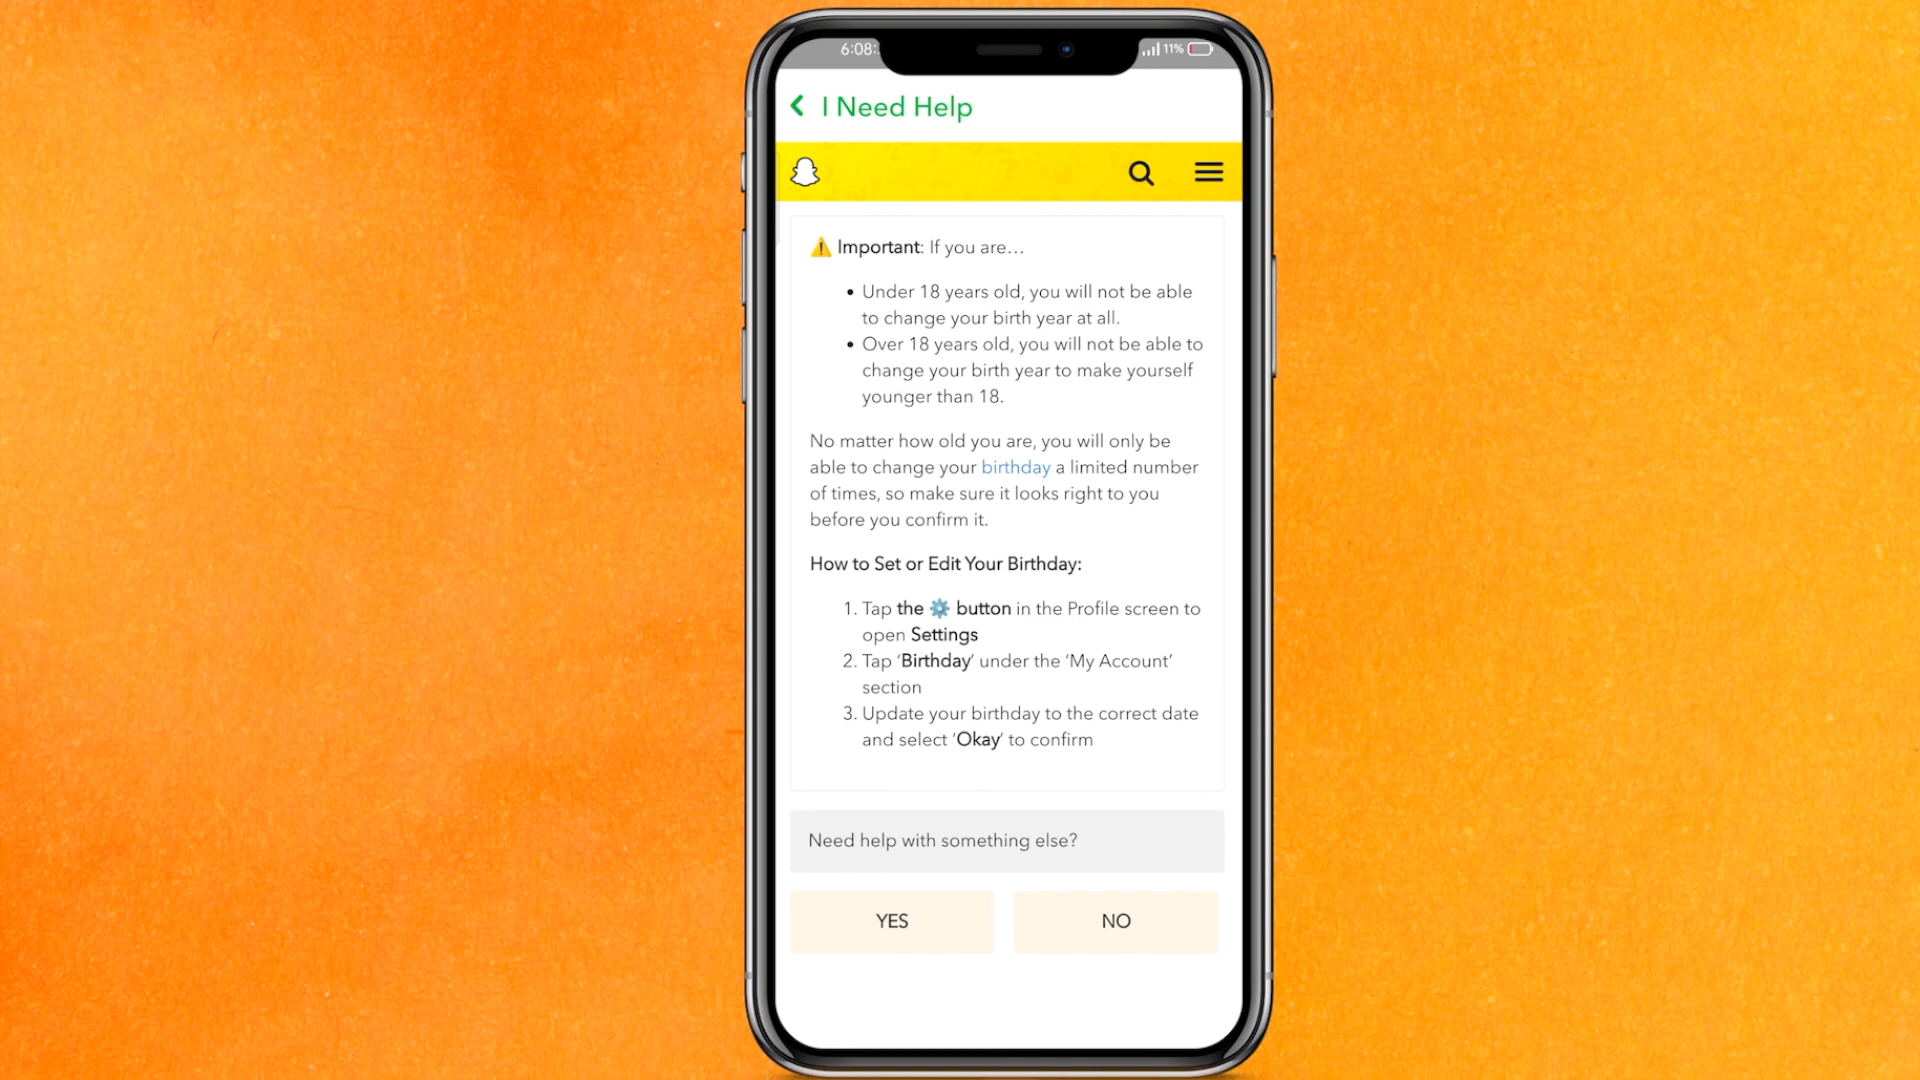 6:08:
11%
I Need Help
⚠️ Important: If you are…
• Under 18 years old, you will not be able
to change your birth year at all.
• Over 18 years old, you will not be able to
change your birth year to make yourself
younger than 18.
No matter how old you are, you will only be
able to change your birthday a limited number
of times, so make sure it looks right to you
before you confirm it.
How to Set or Edit Your Birthday:
1. Tap the ⚙️ button in the Profile screen to
open Settings
2. Tap ‘Birthday’ under the ‘My Account’
section
3. Update your birthday to the correct date
and select ‘Okay’ to confirm
Need help with something else?
YES
NO